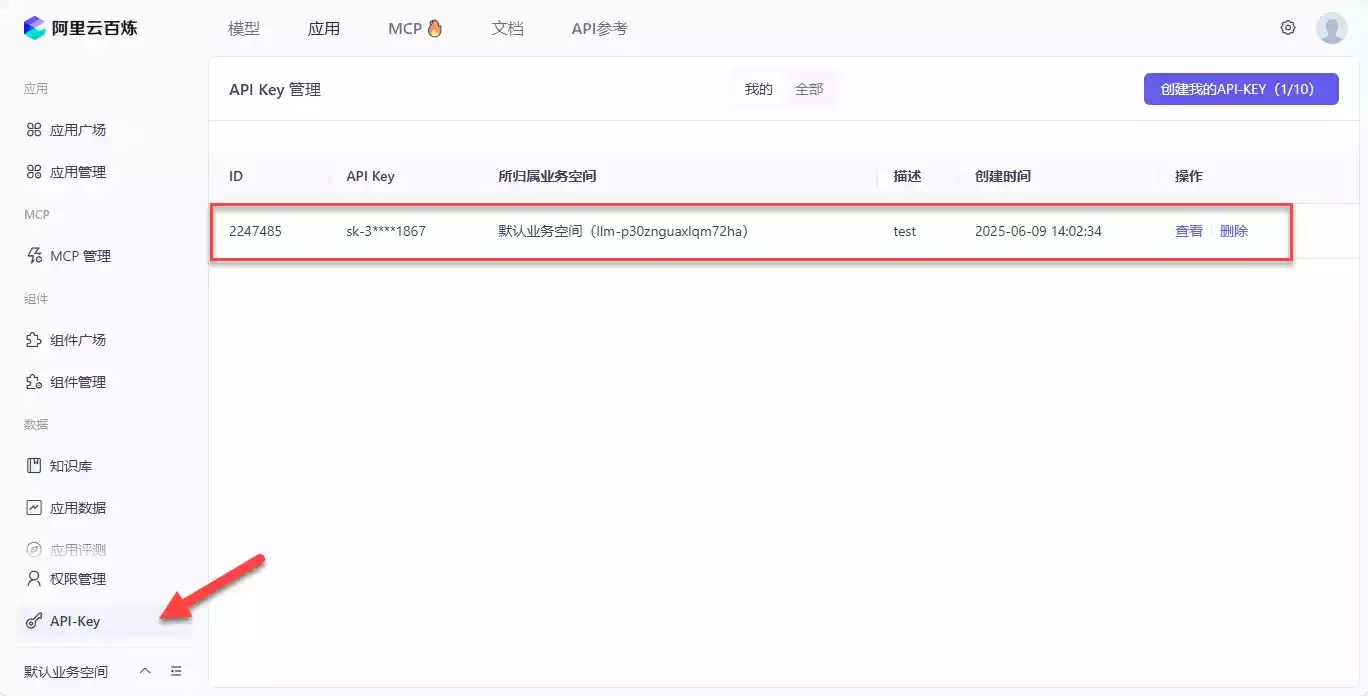 阿里云百炼 模型 应用 MCP 文档 API参考
应用
应用广场
应用管理
MCP
MCP 管理
组件
组件广场
组件管理
数据
知识库
应用数据
应用评测
权限管理
API-Key
默认业务空间
API Key 管理 我的 全部 创建我的API-KEY（1/10）
ID API Key 所归属业务空间 描述 创建时间 操作
2247485 sk-3****1867 默认业务空间（llm-p30znguaxlqm72ha） test 2025-06-09 14:02:34 查看 删除